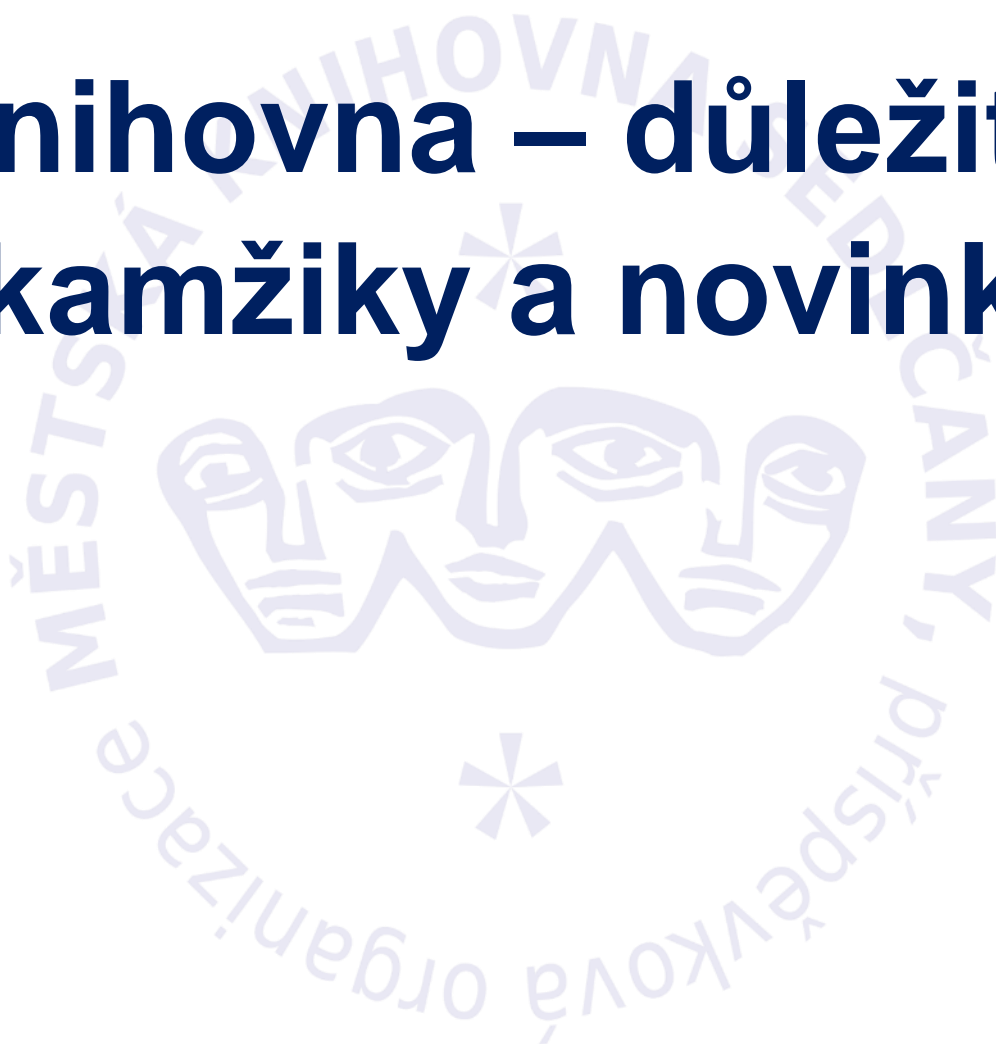 nihovna – důležit
kamžiky a novink
MĚSTSKÁ KNIHOVNA SEDLČANY, příspěvková organizace